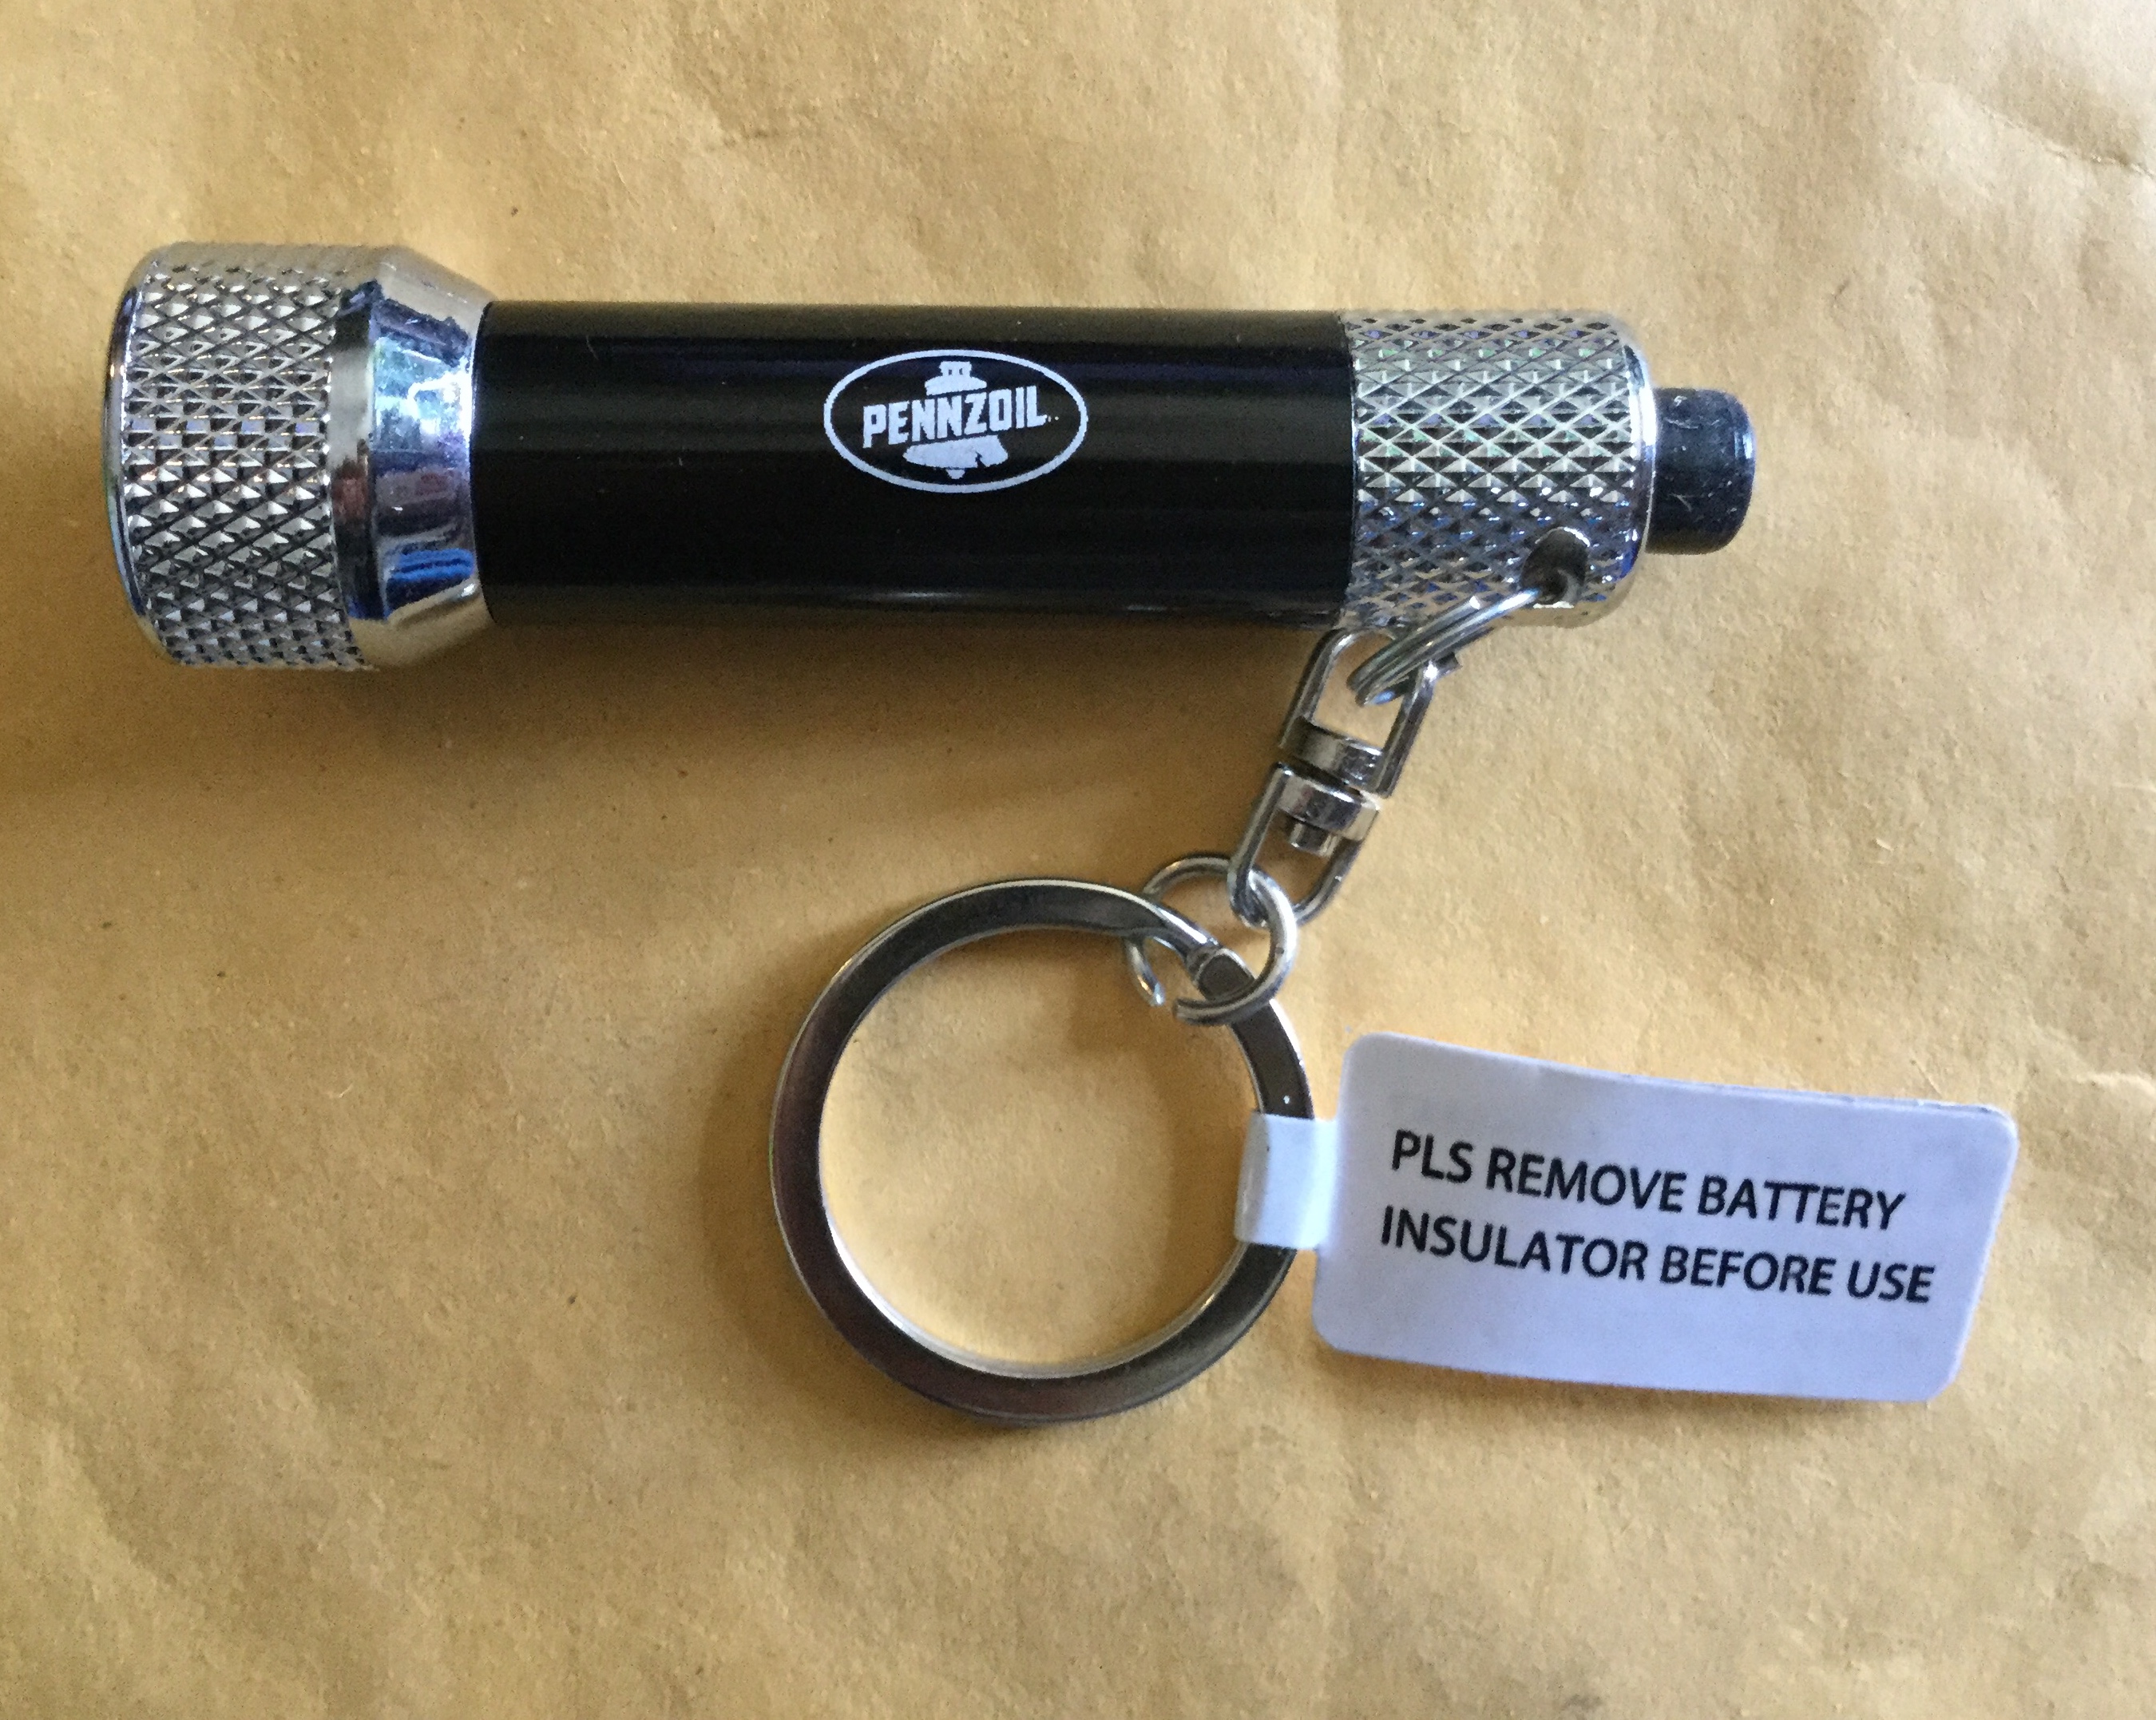 PENNZOIL
PLS REMOVE BATTERY
INSULATOR BEFORE USE